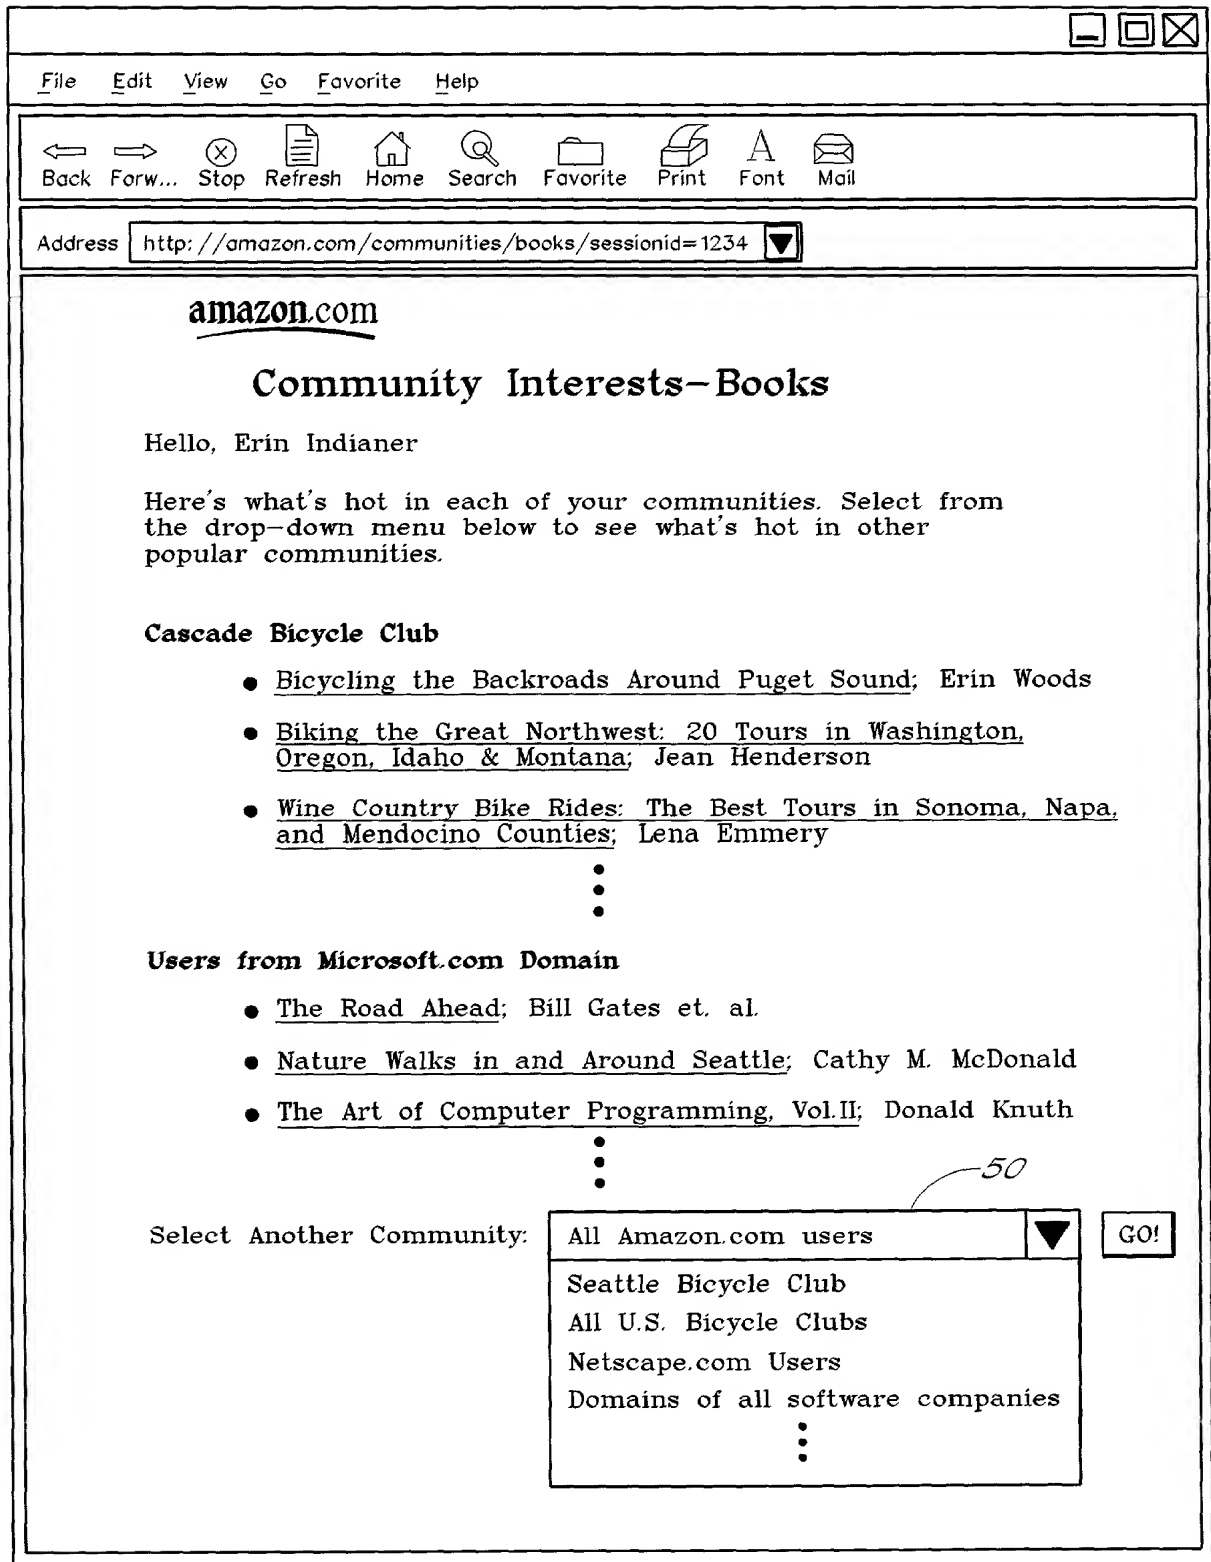 File Edit View Go Favorite Help
Back Forw... Stop Refresh Home Search Favorite Print Font Mail
Address http://amazon.com/communities/books/sessionid=1234
amazon.com
Community Interests-Books
Hello, Erin Indianer
Here's what's hot in each of your communities. Select from
the drop-down menu below to see what's hot in other
popular communities.
Cascade Bicycle Club
• Bicycling the Backroads Around Puget Sound; Erin Woods
• Biking the Great Northwest: 20 Tours in Washington,
Oregon, Idaho & Montana; Jean Henderson
• Wine Country Bike Rides: The Best Tours in Sonoma, Napa,
and Mendocino Counties; Lena Emmery
Users from Microsoft.com Domain
• The Road Ahead; Bill Gates et. al.
• Nature Walks in and Around Seattle; Cathy M. McDonald
• The Art of Computer Programming, Vol.II; Donald Knuth
50
Select Another Community: All Amazon.com users GO!
Seattle Bicycle Club
All U.S. Bicycle Clubs
Netscape.com Users
Domains of all software companies